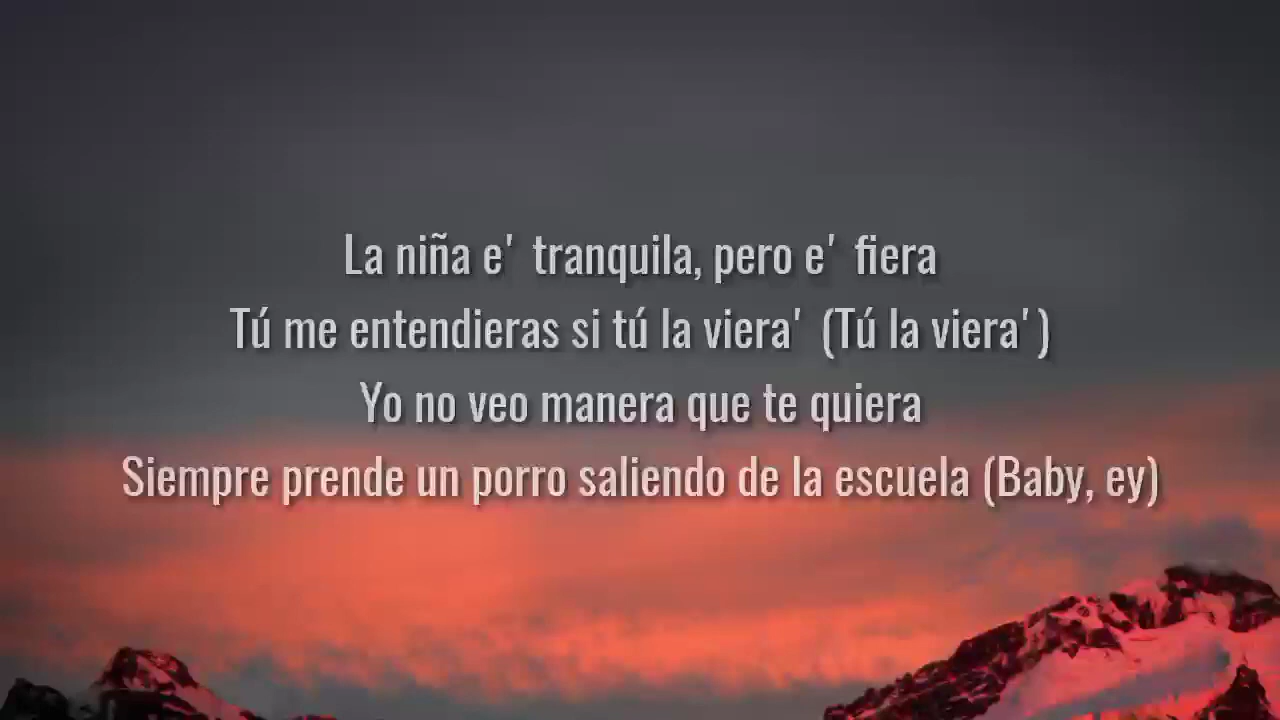 La niña e' tranquila, pero e' fiera
Tú me entendieras si tú la viera' (Tú la viera')
Yo no veo manera que te quiera
Siempre prende un porro saliendo de la escuela (Baby, ey)